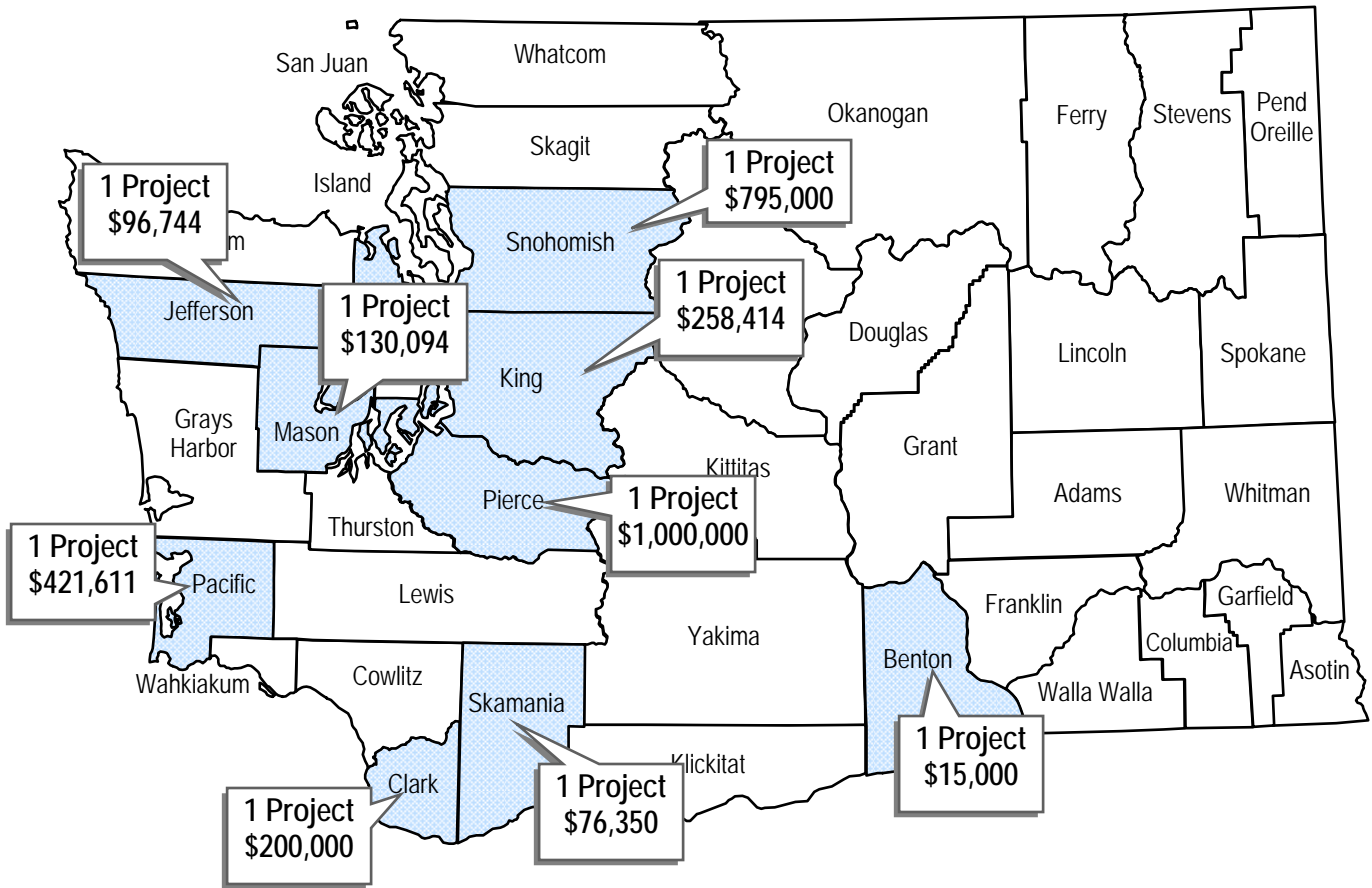 Whatcom
San Juan
Okanogan
Ferry
Stevens
Pend
Oreille
Skagit
Island
1 Project
$96,744
m
1 Project
$795,000
Snohomish
1 Project
$258,414
Jefferson
1 Project
$130,094
Douglas
Lincoln
Spokane
King
Grays
Harbor
Mason
Grant
Kittitas
Adams
Whitman
Pierce
1 Project
$1,000,000
Thurston
1 Project
$421,611
Pacific
Lewis
Franklin
Garfield
Yakima
Columbia
Benton
Asotin
Wahkiakum
Cowlitz
Walla Walla
Skamania
1 Project
$15,000
Klickitat
Clark
1 Project
$76,350
1 Project
$200,000